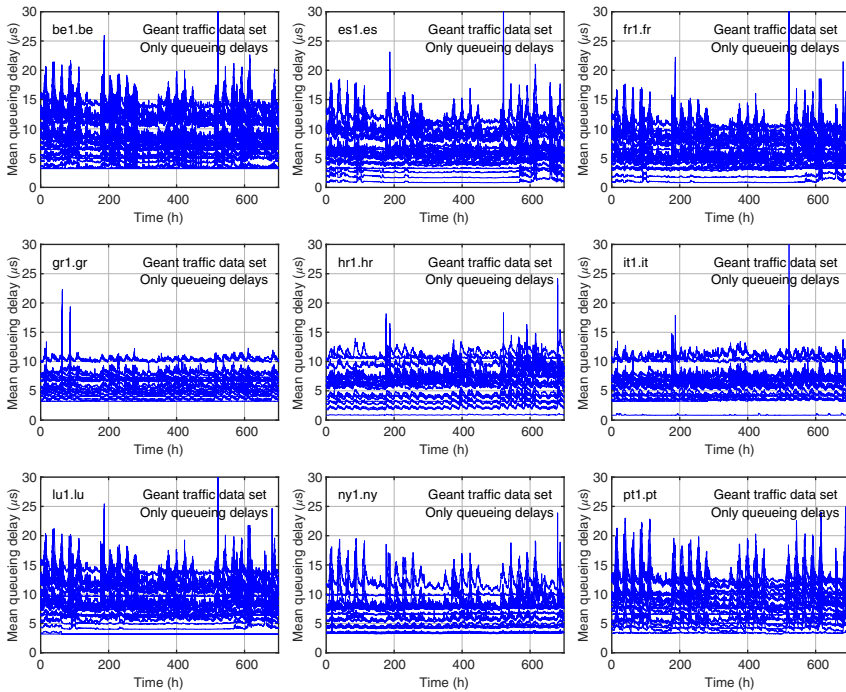 be1.be
Geant traffic data set
Only queueing delays
Mean queueing delay (μs)
0
5
10
15
20
25
30
0
200
400
600
Time (h)
es1.es
Geant traffic data set
Only queueing delays
Mean queueing delay (μs)
0
5
10
15
20
25
30
0
200
400
600
Time (h)
fr1.fr
Geant traffic data set
Only queueing delays
Mean queueing delay (μs)
0
5
10
15
20
25
30
0
200
400
600
Time (h)
gr1.gr
Geant traffic data set
Only queueing delays
Mean queueing delay (μs)
0
5
10
15
20
25
30
0
200
400
600
Time (h)
hr1.hr
Geant traffic data set
Only queueing delays
Mean queueing delay (μs)
0
5
10
15
20
25
30
0
200
400
600
Time (h)
it1.it
Geant traffic data set
Only queueing delays
Mean queueing delay (μs)
0
5
10
15
20
25
30
0
200
400
600
Time (h)
lu1.lu
Geant traffic data set
Only queueing delays
Mean queueing delay (μs)
0
5
10
15
20
25
30
0
200
400
600
Time (h)
ny1.ny
Geant traffic data set
Only queueing delays
Mean queueing delay (μs)
0
5
10
15
20
25
30
0
200
400
600
Time (h)
pt1.pt
Geant traffic data set
Only queueing delays
Mean queueing delay (μs)
0
5
10
15
20
25
30
0
200
400
600
Time (h)